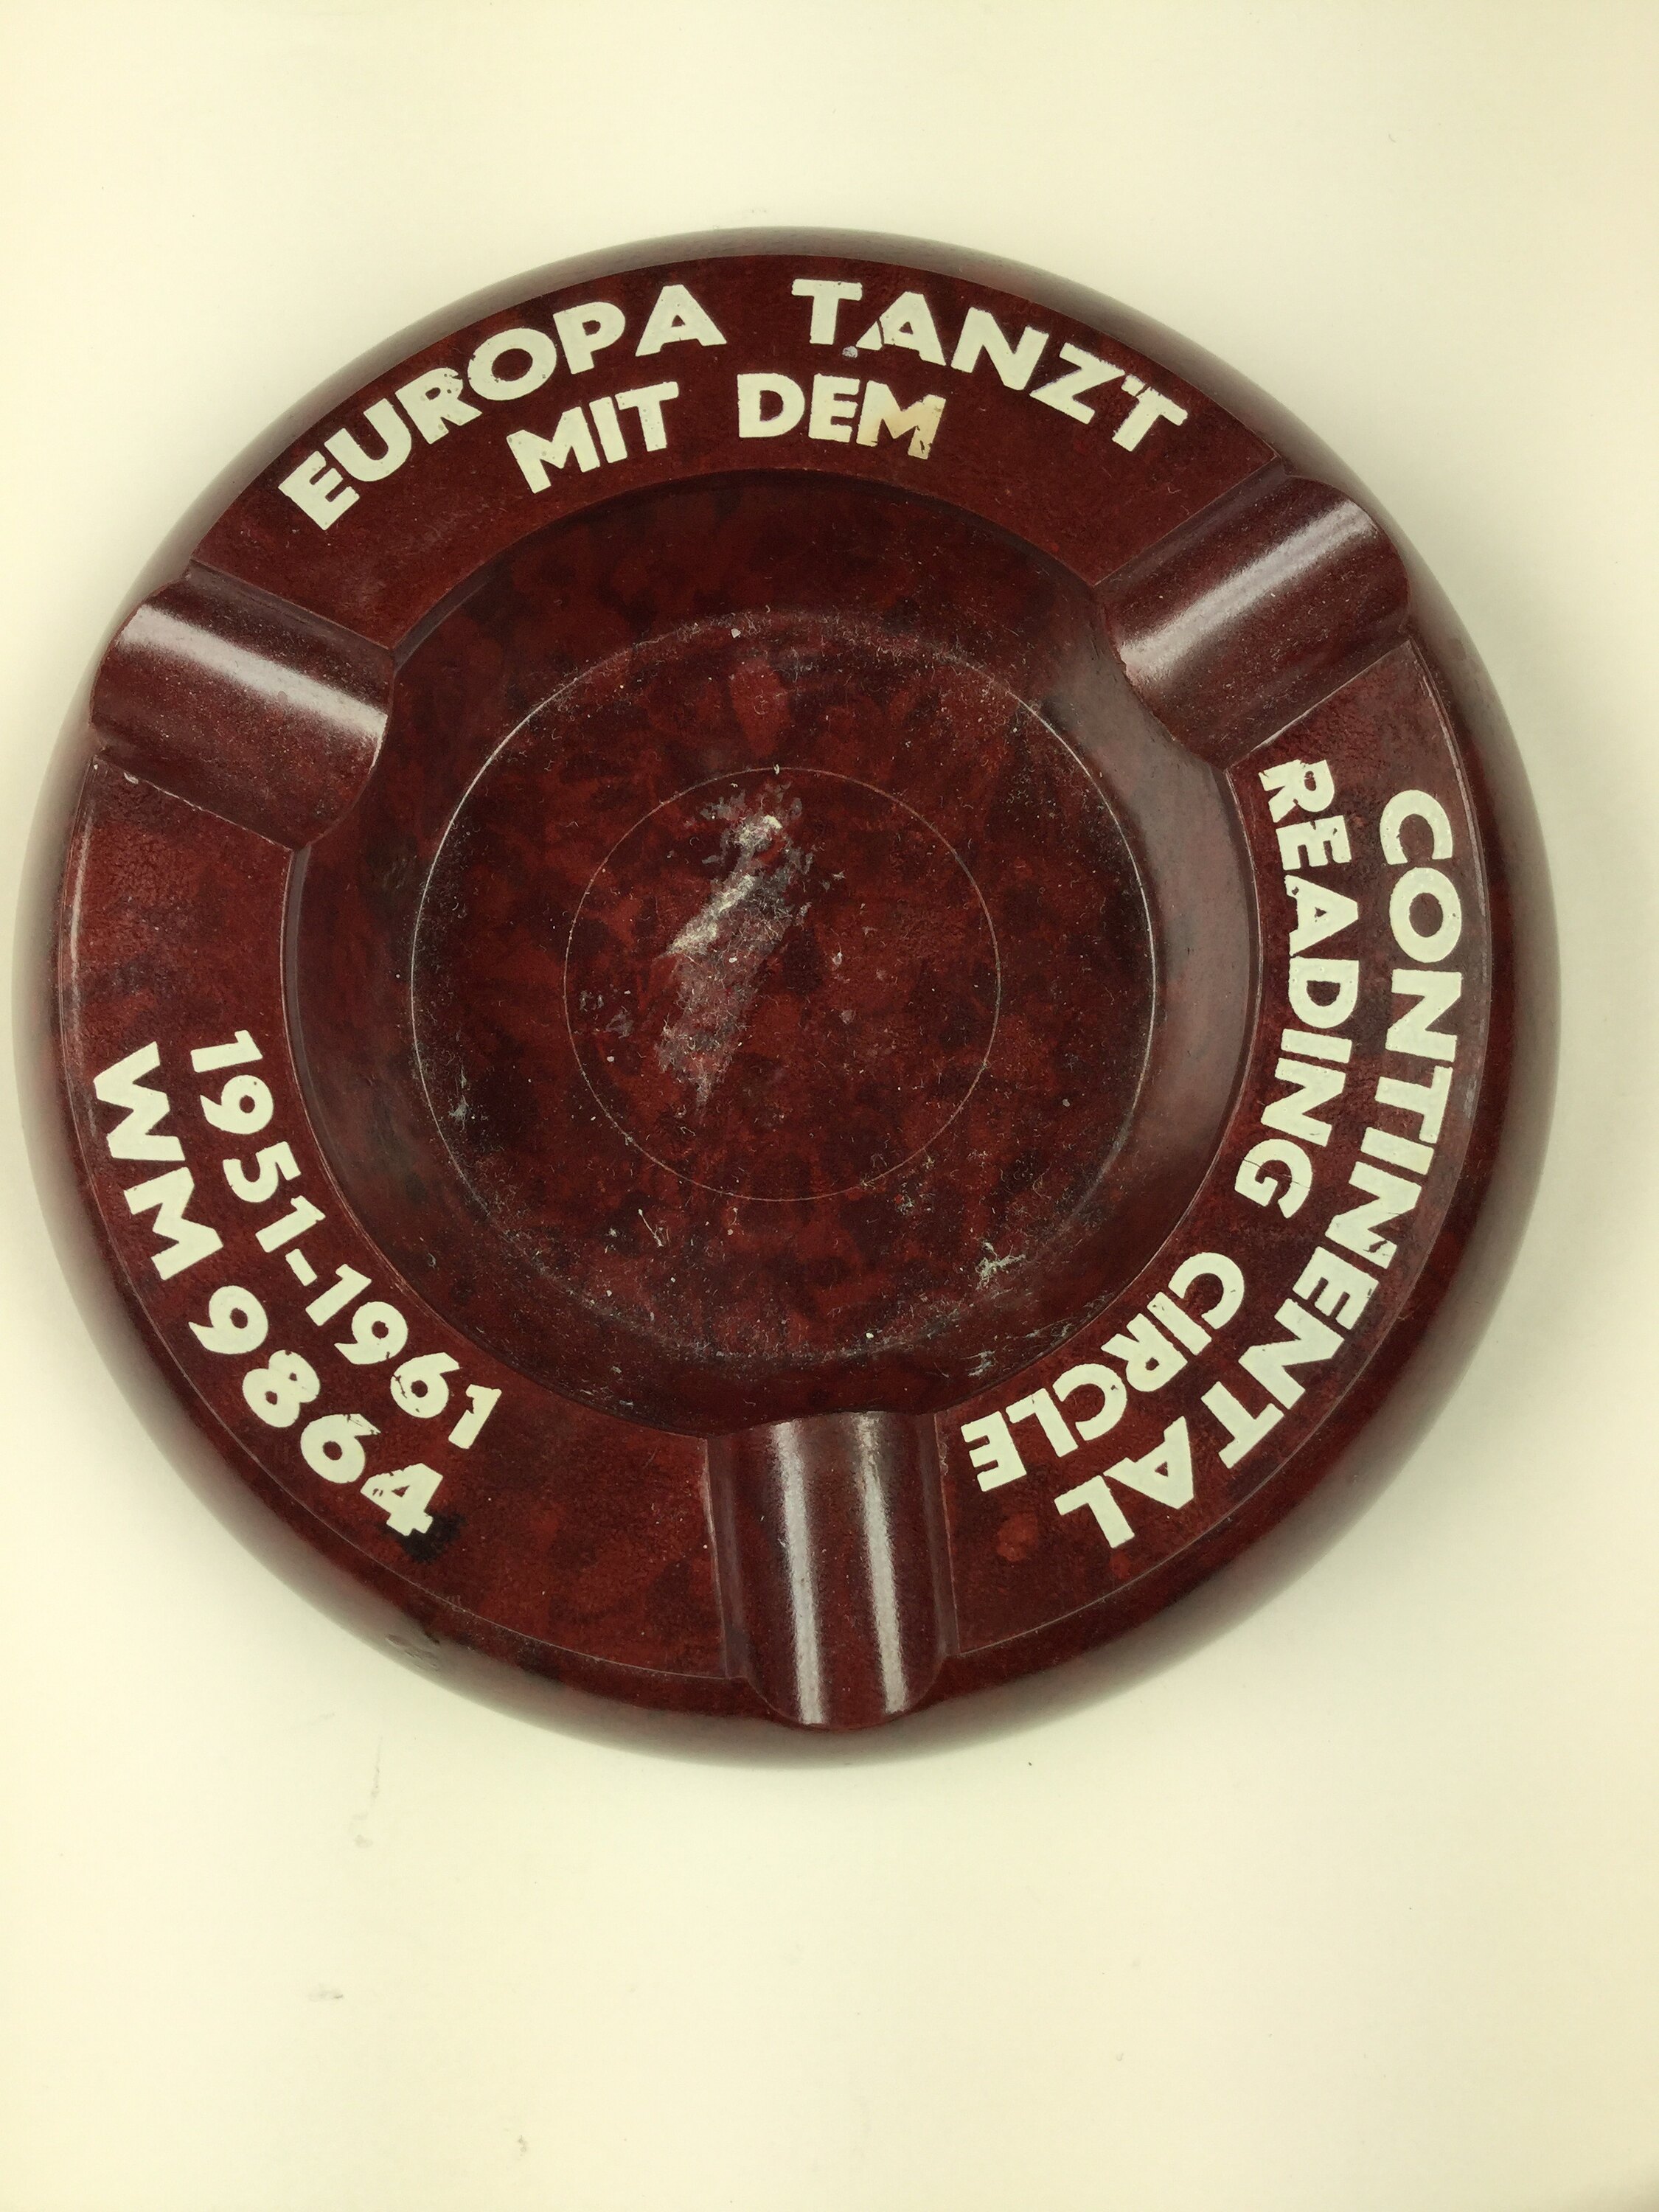 EUROPA TANZT
MIT DEM
CONTINENTAL
READING CIRCLE
1951-1961
WM 9864